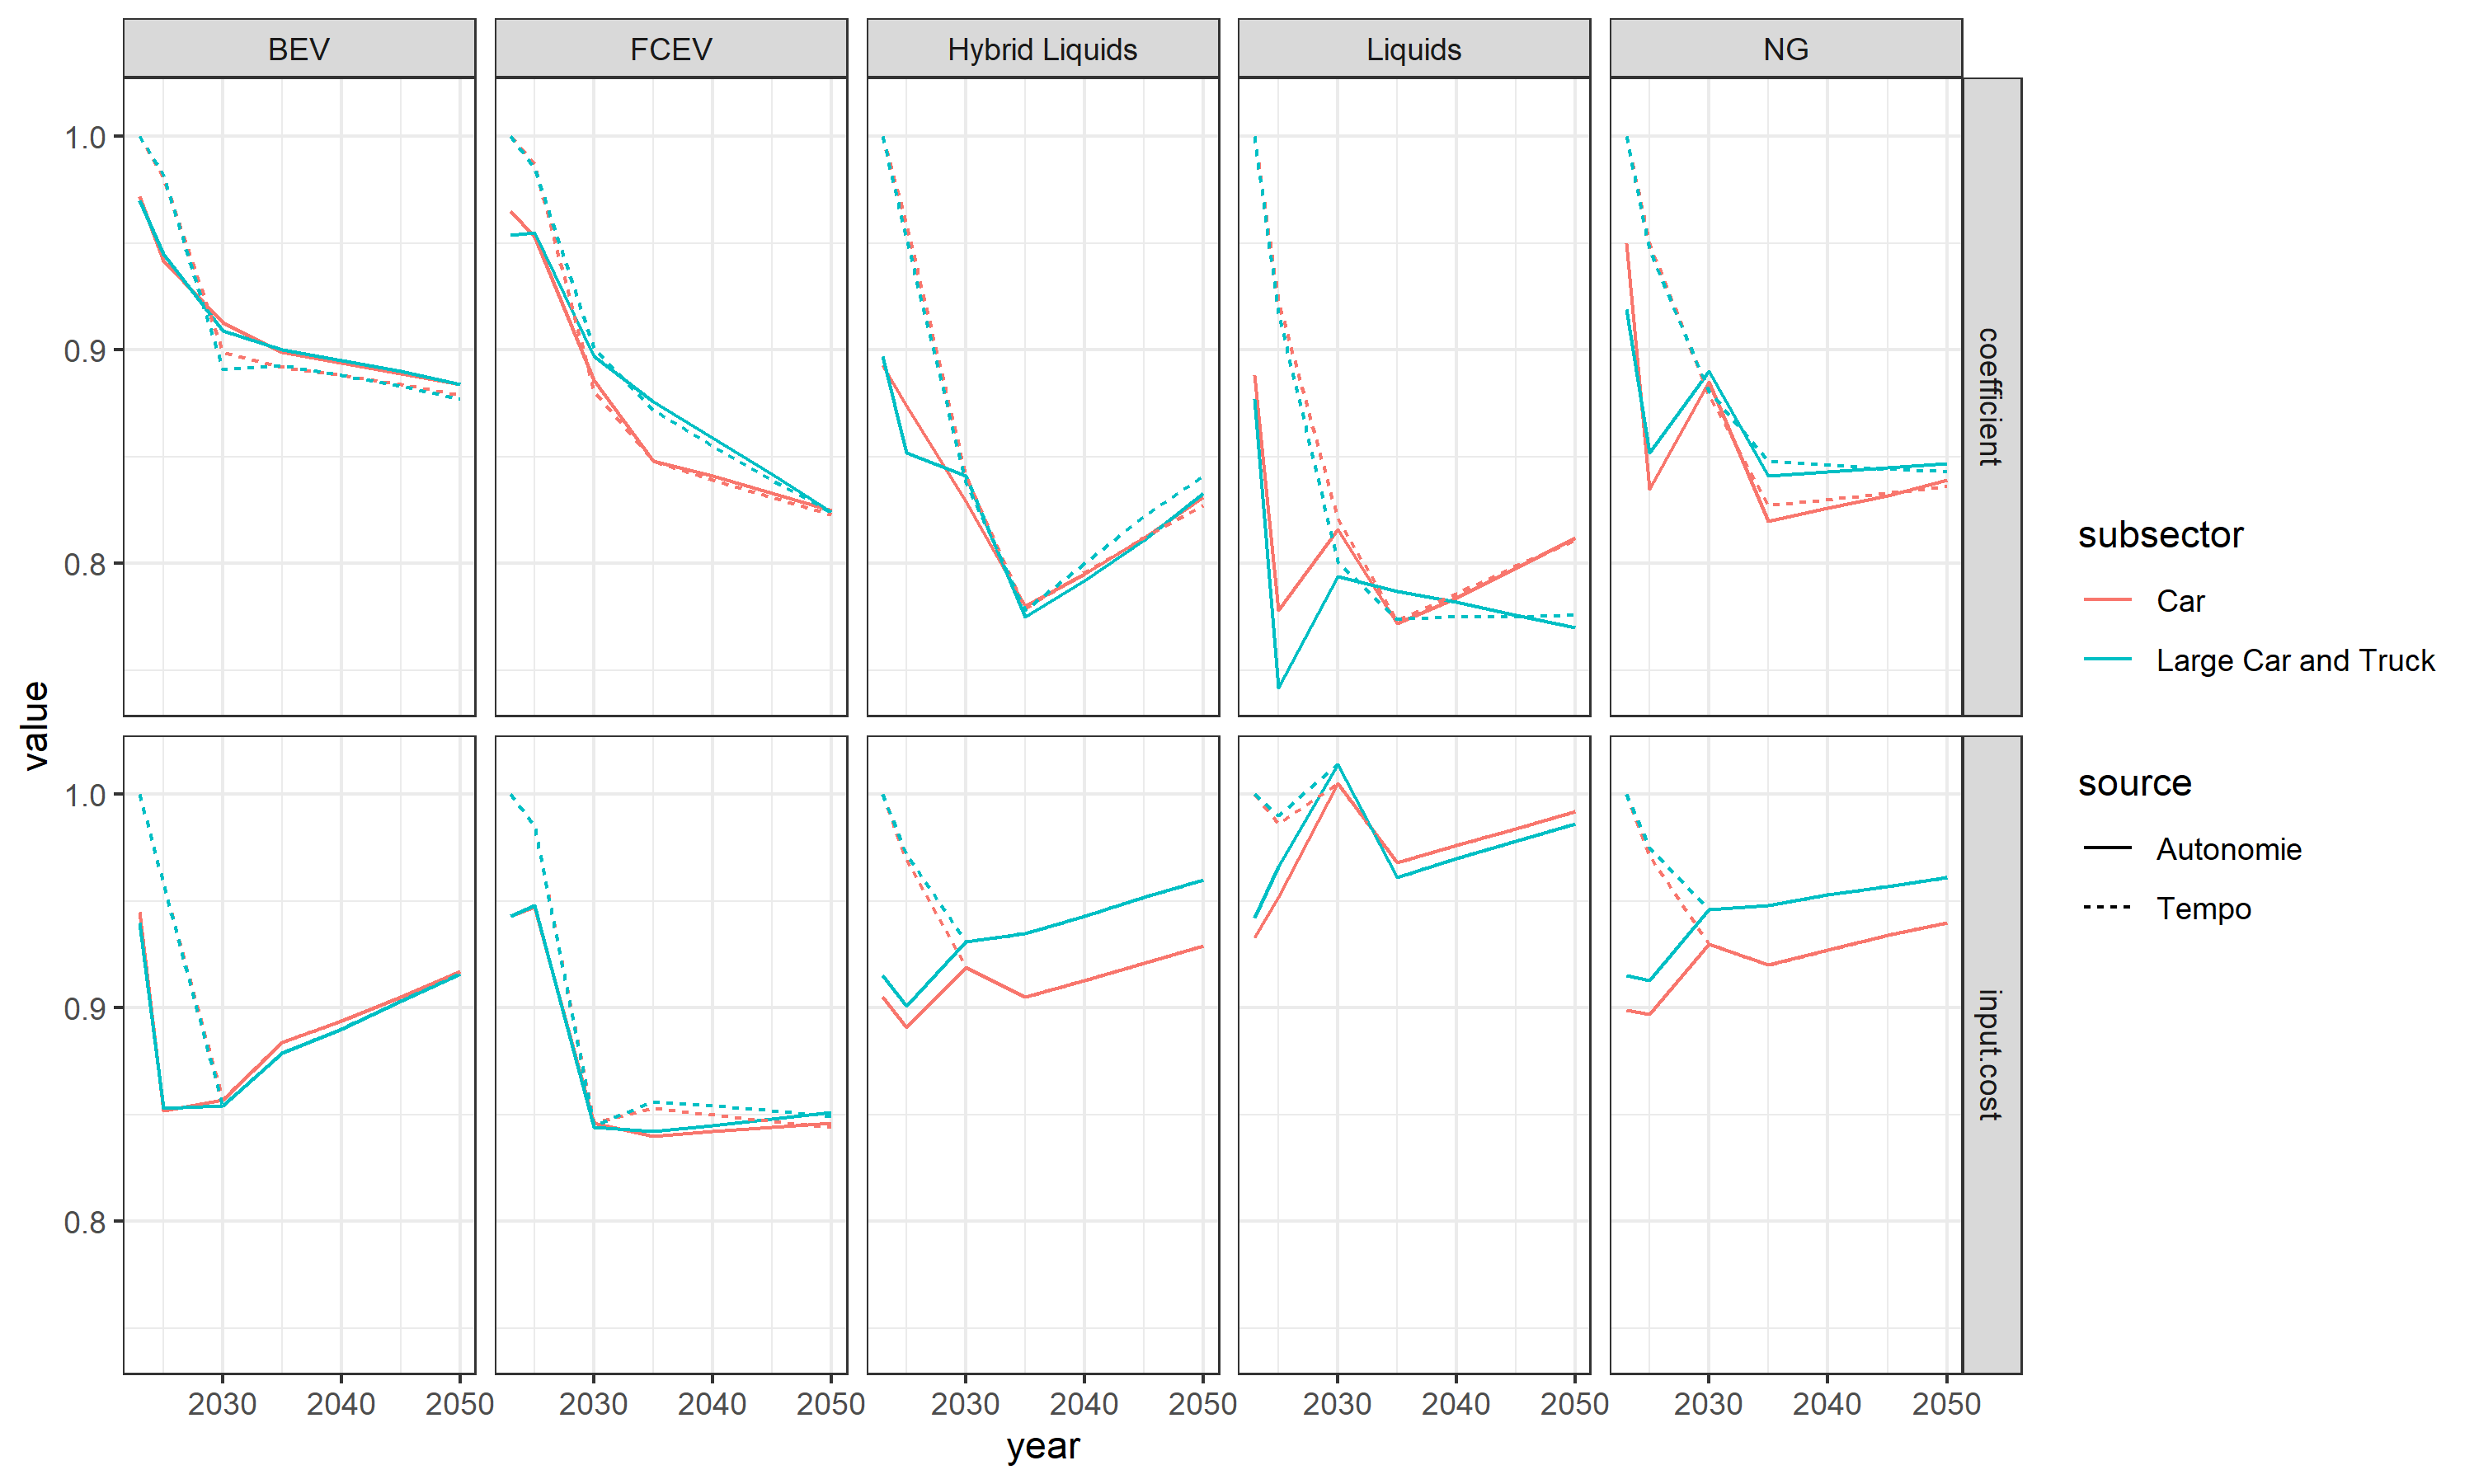 BEV FCEV Hybrid Liquids Liquids NG
1.0
0.9
0.8
coefficient
value
1.0
0.9
0.8
input.cost
2030 2040 2050 2030 2040 2050 2030 2040 2050 2030 2040 2050 2030 2040 2050
year
subsector
Car
Large Car and Truck
source
Autonomie
Tempo